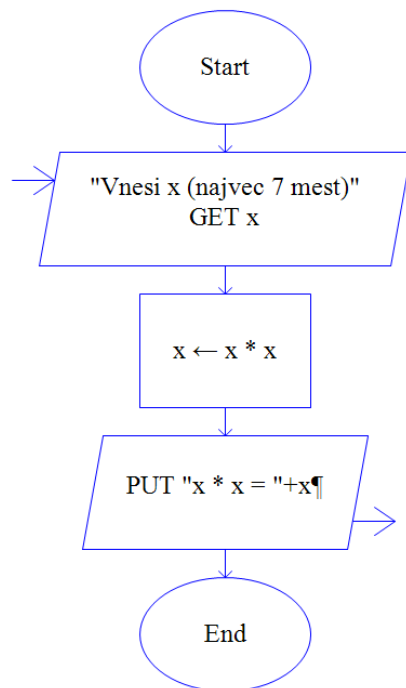 Start
"Vnesi x (najvec 7 mest)"
GET x
x ← x * x
PUT "x * x = "+x¶
End